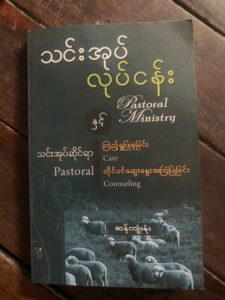 သင်းအုပ်
လုပ်ငန်း
Pastoral
Ministry
နှင့်
သင်းအုပ်ဆိုင်ရာ ကြည့်ရှုပြုစုခြင်း
Care
Pastoral တိုင်ပင်ဆွေးနွေးအကြံပြုခြင်း
Counseling